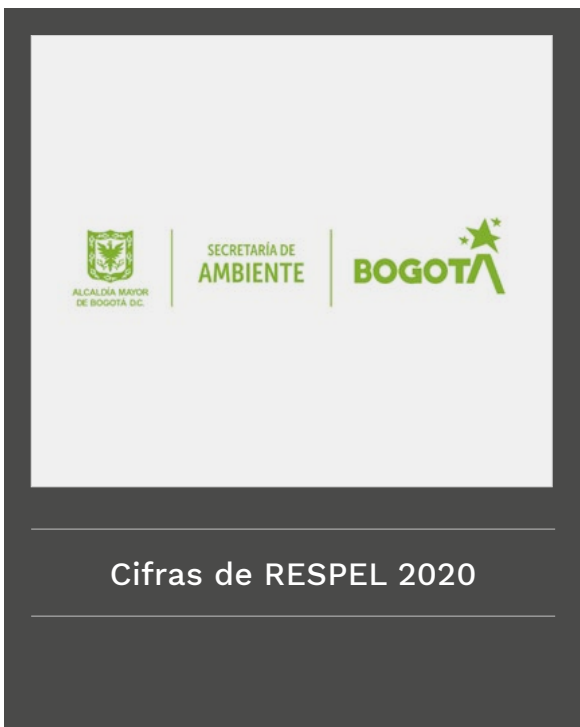 ALCALDÍA MAYOR
DE BOGOTÁ D.C.
SECRETARÍA DE
AMBIENTE
BOGOTÁ
Cifras de RESPEL 2020